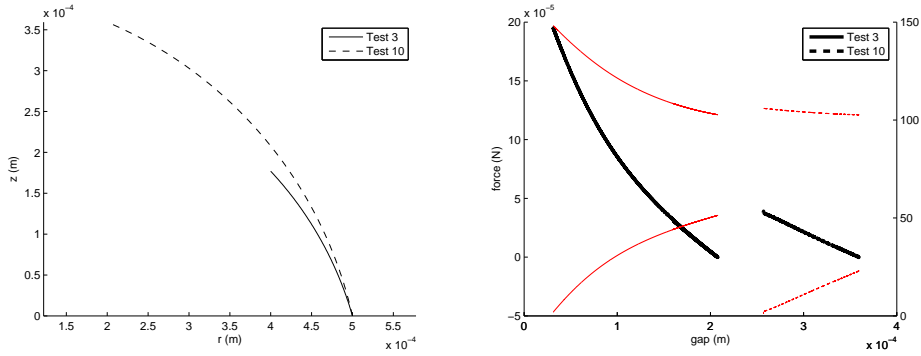 x 10⁻⁴
3.5
3
2.5
2
1.5
1
0.5
0
z (m)
1.5 2 2.5 3 3.5 4 4.5 5 5.5
r (m)
x 10⁻⁴
Test 3
Test 10
x 10⁻⁵
20
15
10
5
0
−5
force (N)
0 1 2 3 4
gap (m)
x 10⁻⁴
150
100
50
0
Test 3
Test 10